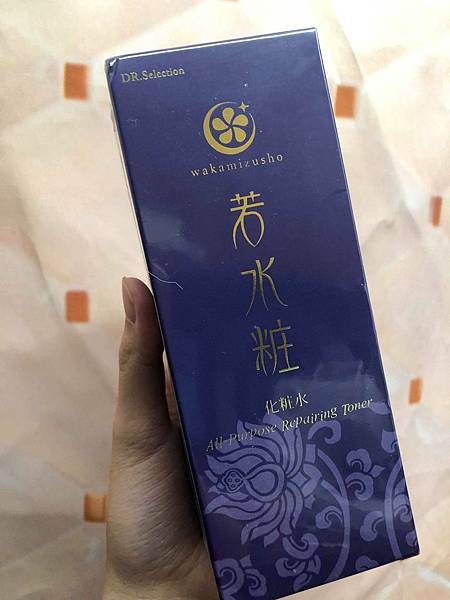 DR.Selection
wakamizusho
若水粧
化粧水
All-Purpose Repairing Toner